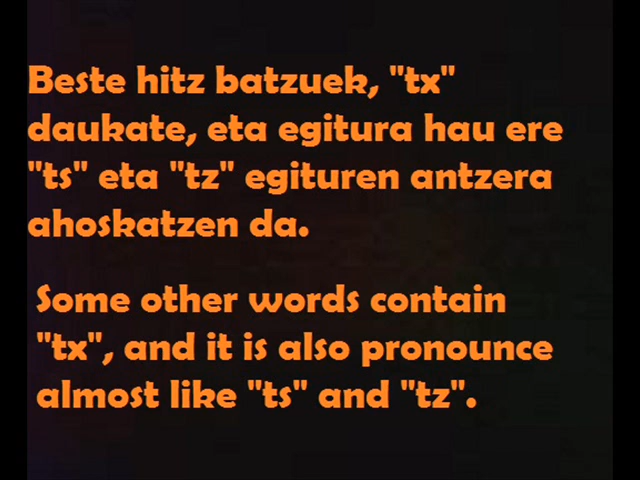 Beste hitz batzuek, "tx"
daukate, eta egitura hau ere
"ts" eta "tz" egituren antzera
ahoskatzen da.
Some other words contain
"tx", and it is also pronounce
almost like "ts" and "tz".